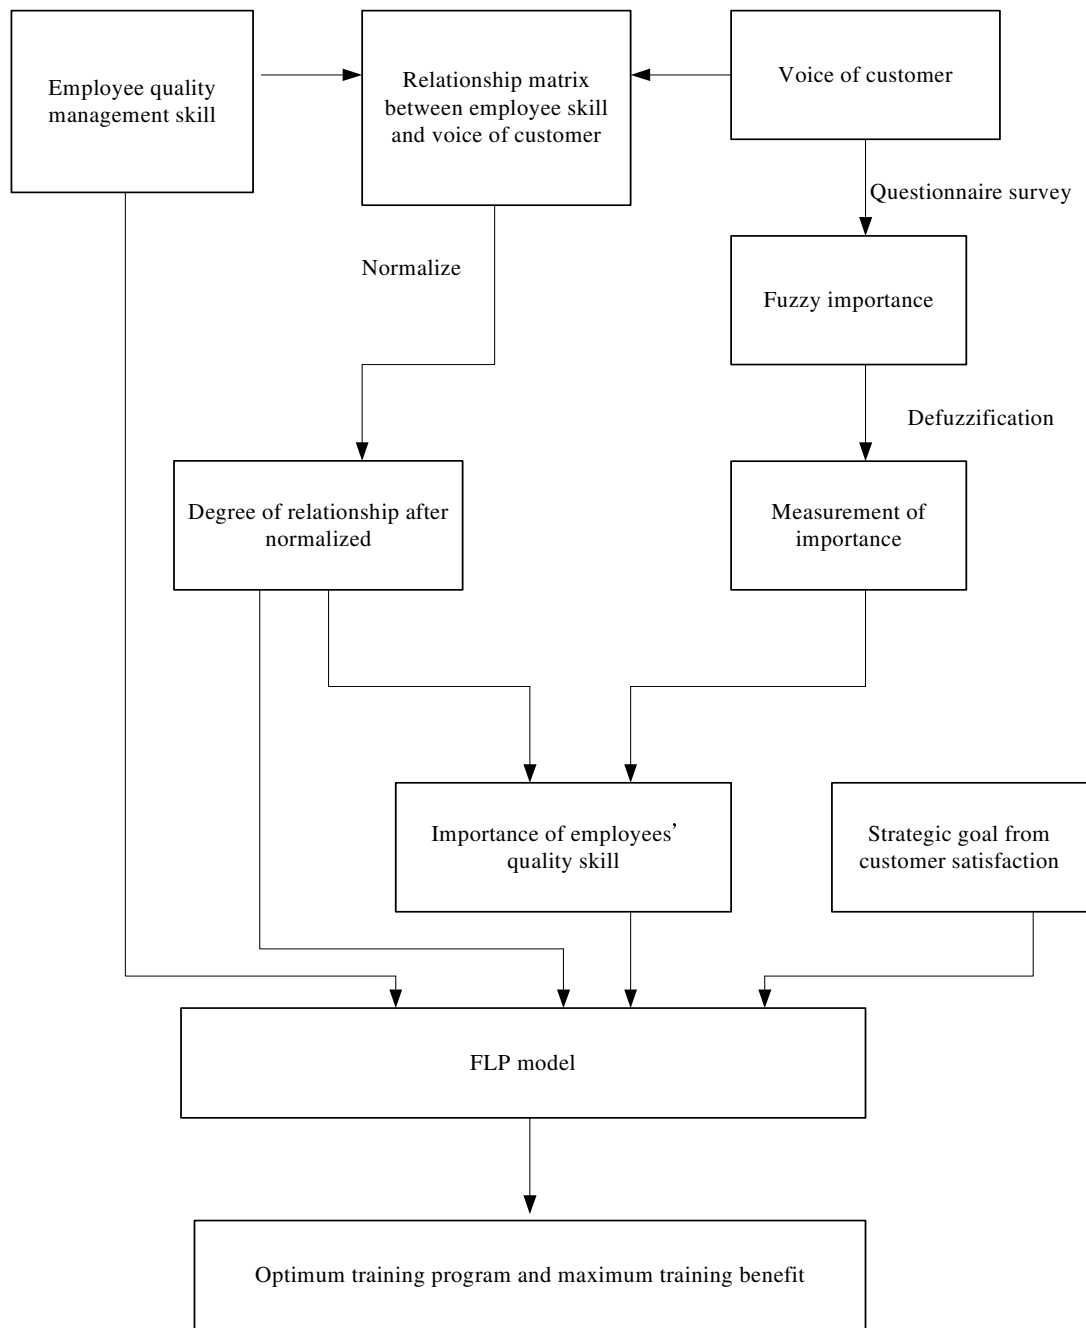 Employee quality
management skill
Relationship matrix
between employee skill
and voice of customer
Voice of customer
Questionnaire survey
Normalize
Fuzzy importance
Defuzzification
Degree of relationship after
normalized
Measurement of
importance
Importance of employees’
quality skill
Strategic goal from
customer satisfaction
FLP model
Optimum training program and maximum training benefit